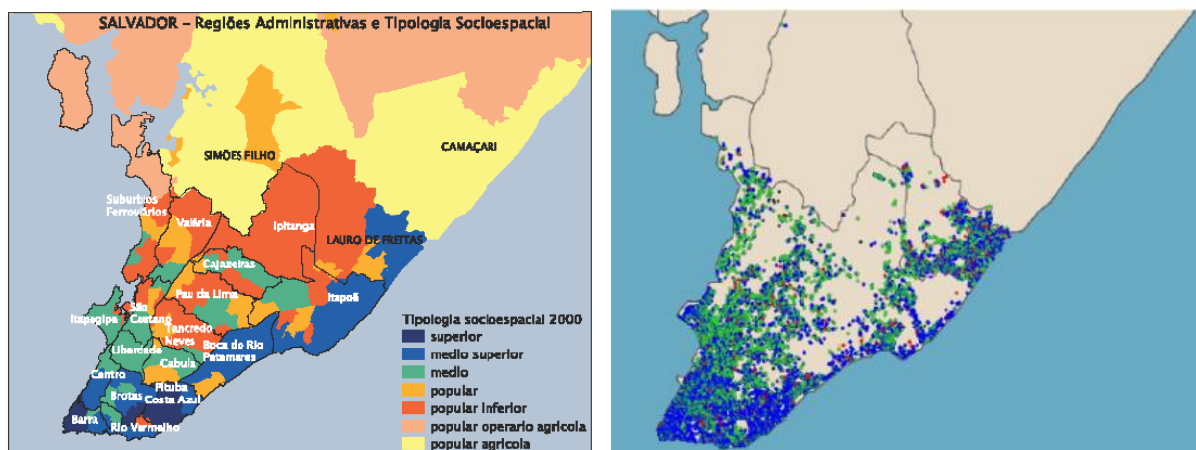 SALVADOR - Regiões Administrativas e Tipologia Socioespacial
CAMAÇARI
SIMÕES FILHO
Suburbios
Ferroviários
Valéria
Ipitanga
LAURO DE FREITAS
Cajazeiras
Pau da Lima
Itapoã
Itapagipe
São
Caetano
Tancredo
Neves
Boca do Rio
Patamares
Liberdade
Cabula
Centro
Pituba
Costa Azul
Brotas
Barra
Rio Vermelho
Tipologia socioespacial 2000
superior
medio superior
medio
popular
popular inferior
popular operario agricola
popular agricola